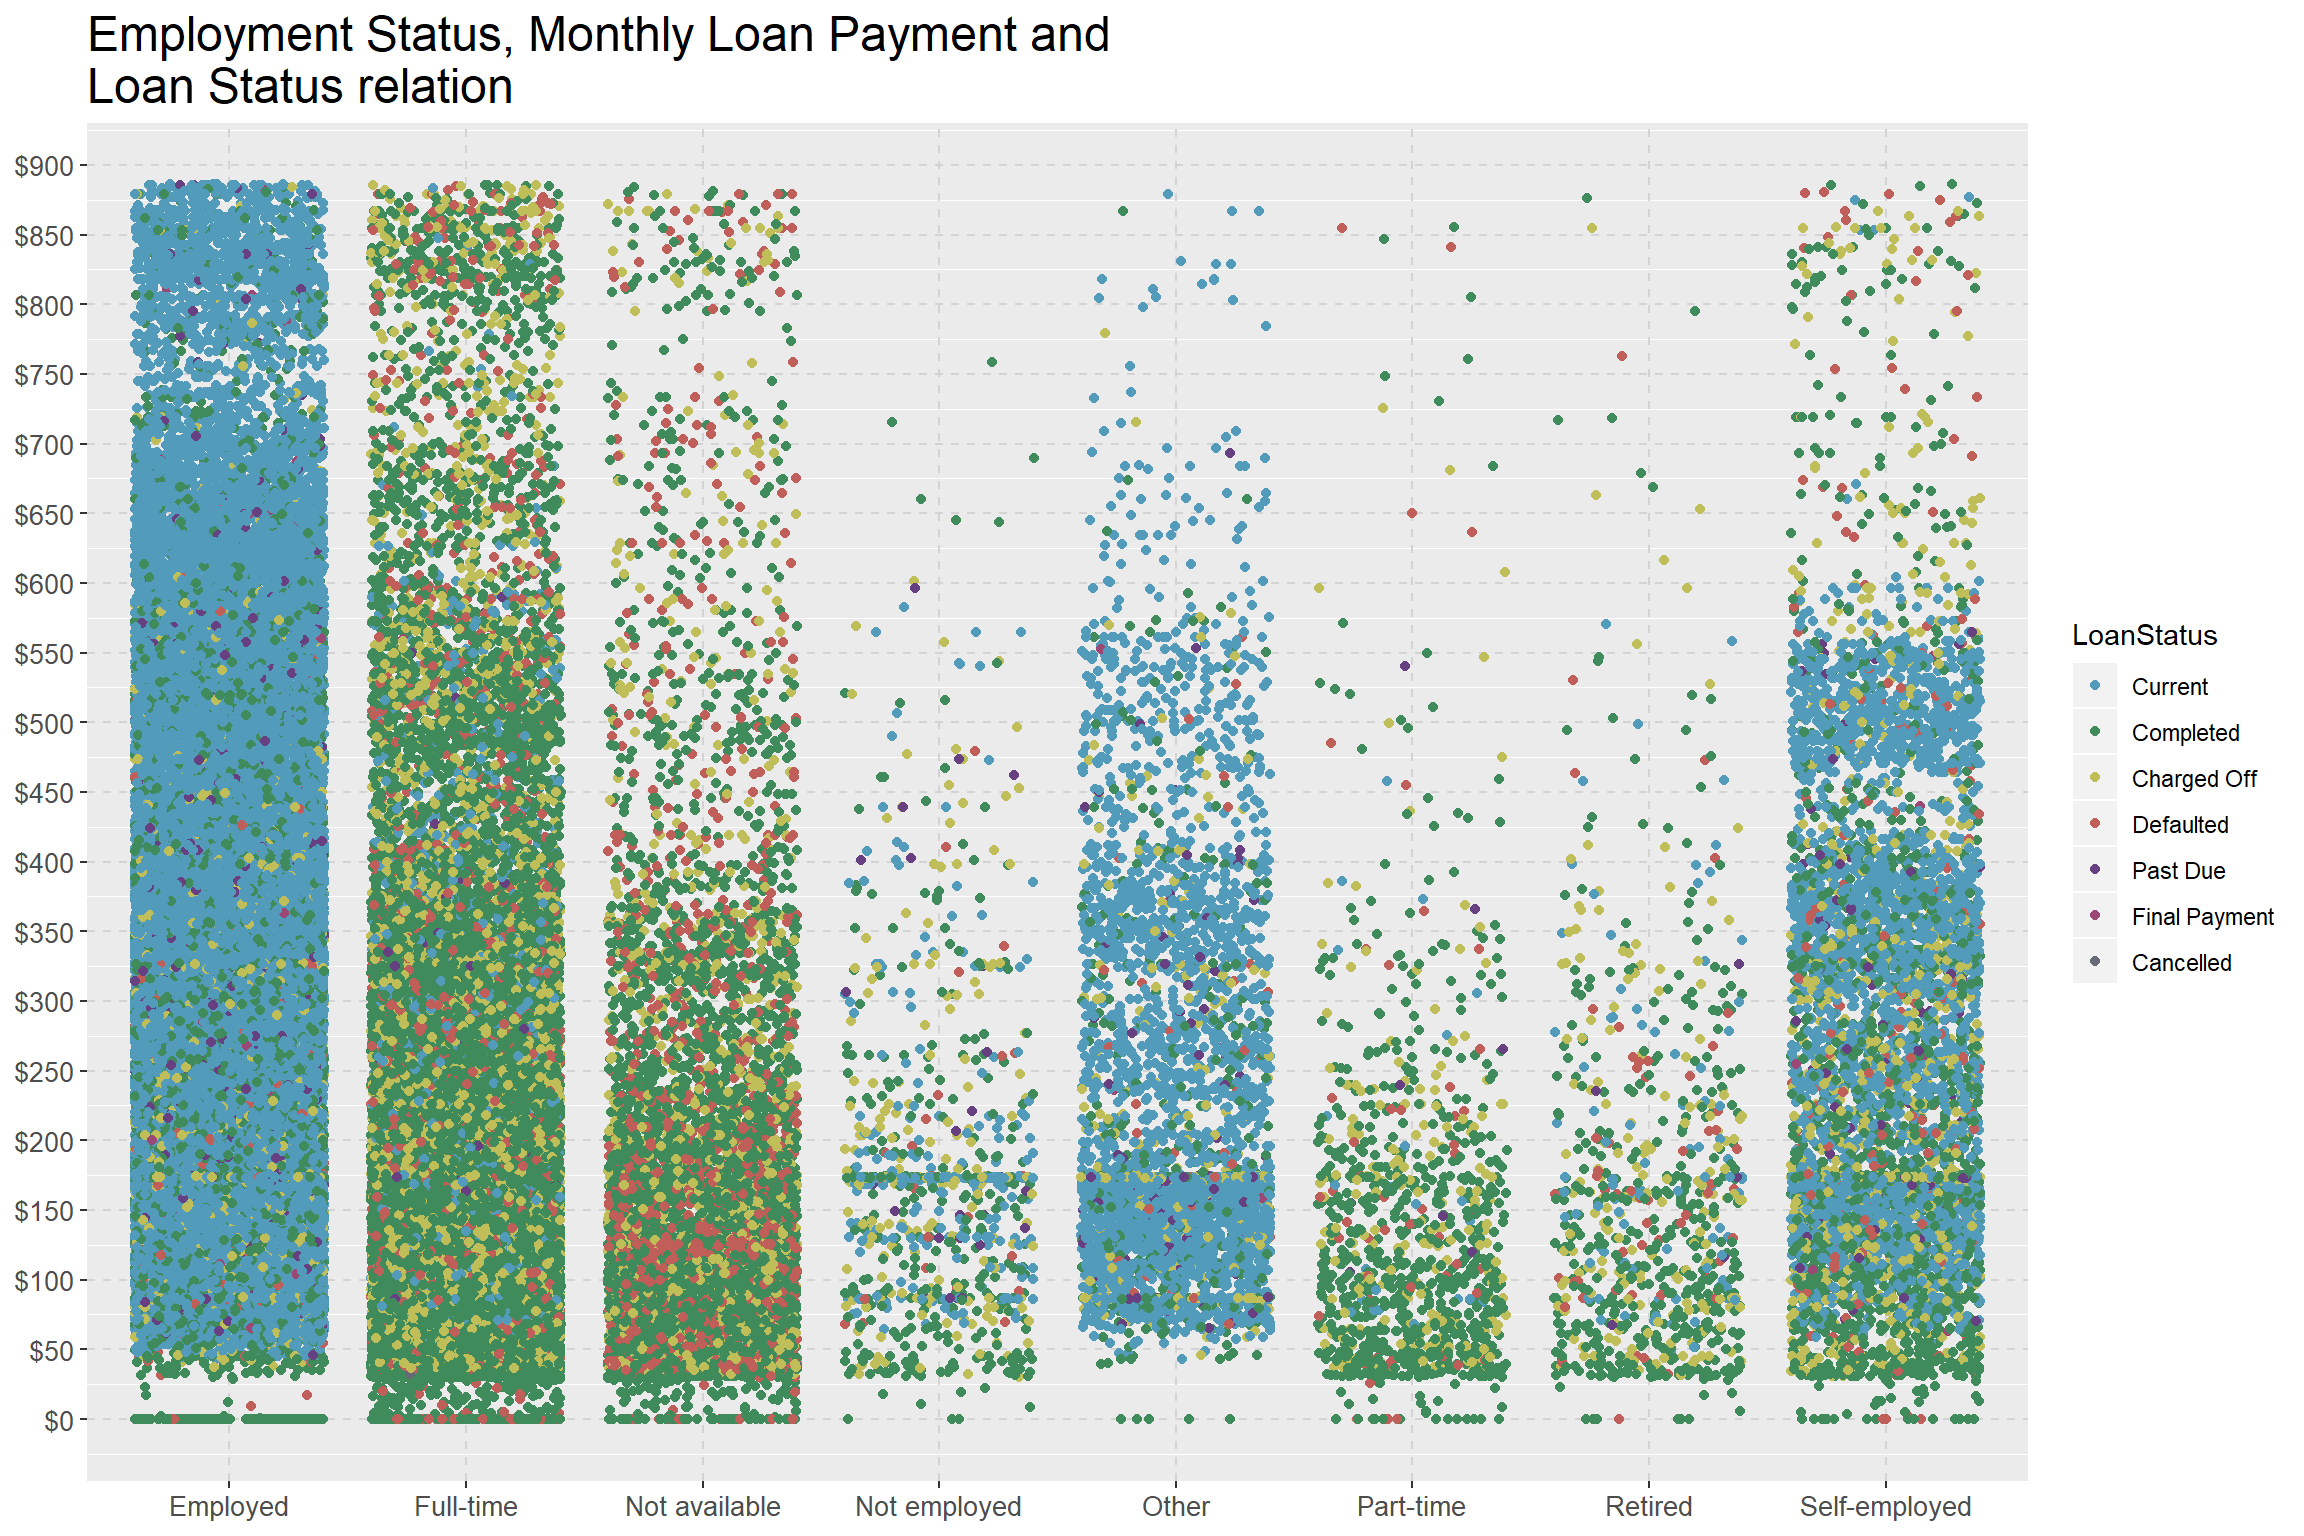 Employment Status, Monthly Loan Payment and
Loan Status relation
$900
$850
$800
$750
$700
$650
$600
$550
$500
$450
$400
$350
$300
$250
$200
$150
$100
$50
$0
Employed
Full-time
Not available
Not employed
Other
Part-time
Retired
Self-employed
LoanStatus
Current
Completed
Charged Off
Defaulted
Past Due
Final Payment
Cancelled